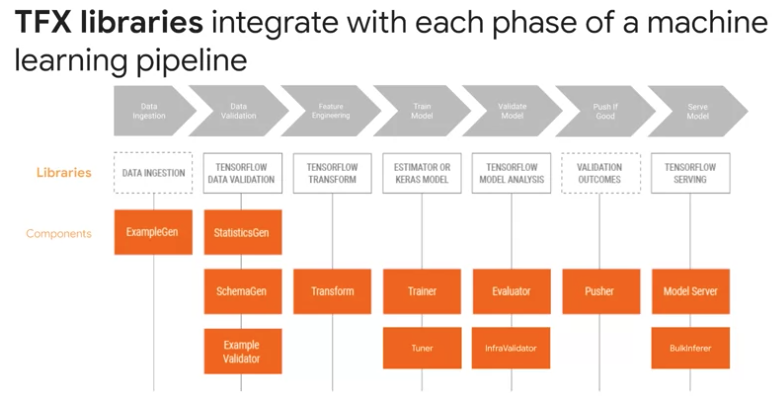 TFX libraries integrate with each phase of a machine
learning pipeline
Data
Ingestion
Data
Validation
Feature
Engineering
Train
Model
Validate
Model
Push If
Good
Serve
Model
Libraries
DATA INGESTION
TENSORFLOW
DATA VALIDATION
TENSORFLOW
TRANSFORM
ESTIMATOR OR
KERAS MODEL
TENSORFLOW
MODEL ANALYSIS
VALIDATION
OUTCOMES
TENSORFLOW
SERVING
Components
ExampleGen
StatisticsGen
SchemaGen
Transform
Trainer
Evaluator
Pusher
Model Server
Example
Validator
Tuner
InfraValidator
BulkInferer